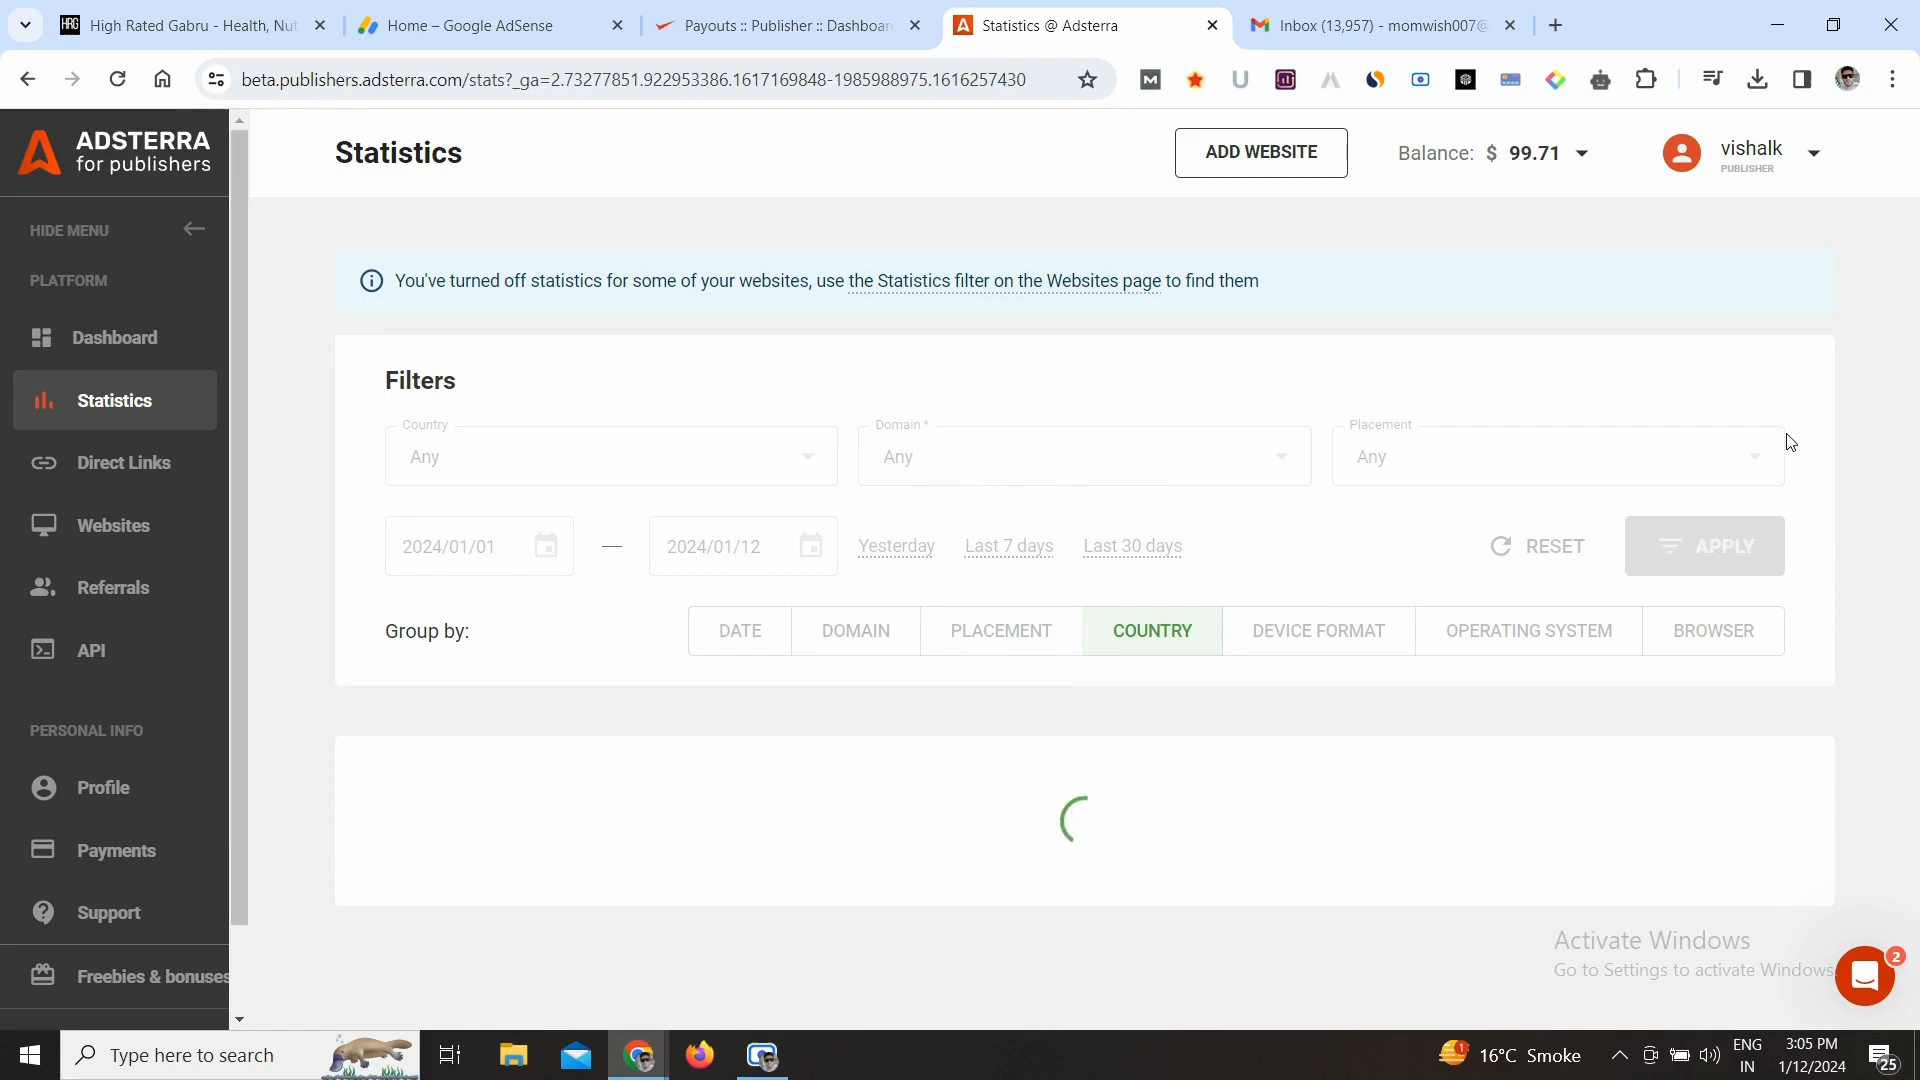 High Rated Gabru - Health, Nut
Home – Google AdSense
Payouts :: Publisher :: Dashboar
Statistics @ Adsterra
Inbox (13,957) - momwish007@
beta.publishers.adsterra.com/stats?_ga=2.73277851.922953386.1617169848-1985988975.1616257430
ADSTERRA
for publishers
Statistics
ADD WEBSITE
Balance: $ 99.71
vishalk
PUBLISHER
HIDE MENU
PLATFORM
Dashboard
Statistics
Direct Links
Websites
Referrals
API
PERSONAL INFO
Profile
Payments
Support
Freebies & bonuses
You've turned off statistics for some of your websites, use the Statistics filter on the Websites page to find them
Filters
Country
Any
Domain *
Any
Placement
Any
2024/01/01 — 2024/01/12
Yesterday
Last 7 days
Last 30 days
RESET
APPLY
Group by:
DATE
DOMAIN
PLACEMENT
COUNTRY
DEVICE FORMAT
OPERATING SYSTEM
BROWSER
Activate Windows
Go to Settings to activate Windows.
2
Type here to search
1
16°C Smoke
ENG
IN
3:05 PM
1/12/2024
25